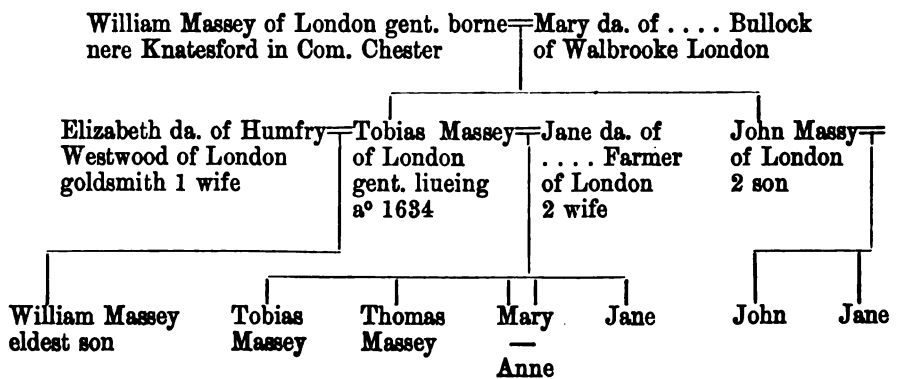 William Massey of London gent. borne=Mary da. of .... Bullock
nere Knatesford in Com. Chester
of Walbrooke London
Elizabeth da. of Humfry=Tobias Massey=Jane da. of
Westwood of London
goldsmith 1 wife
of London
gent. liueing
aº 1634
.... Farmer
of London
2 wife
John Massy=
of London
2 son
William Massey
eldest son
Tobias
Massey
Thomas
Massey
Mary
—
Anne
Jane
John
Jane